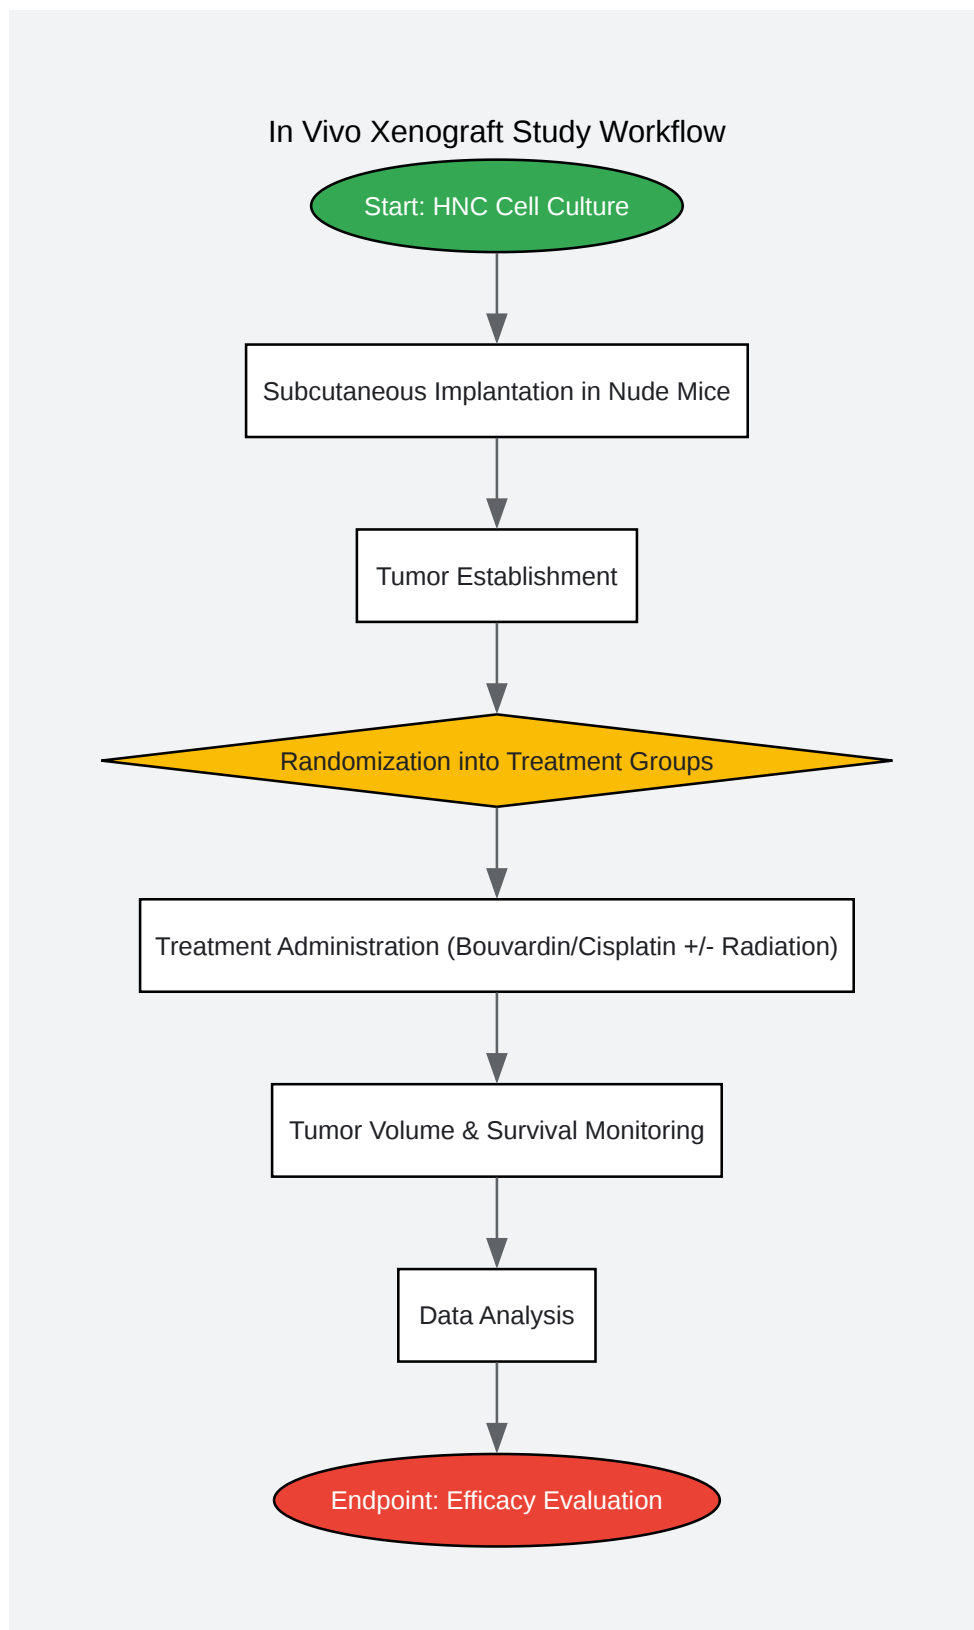 In Vivo Xenograft Study Workflow
Start: HNC Cell Culture
Subcutaneous Implantation in Nude Mice
Tumor Establishment
Randomization into Treatment Groups
Treatment Administration (Bouvardin/Cisplatin +/- Radiation)
Tumor Volume & Survival Monitoring
Data Analysis
Endpoint: Efficacy Evaluation